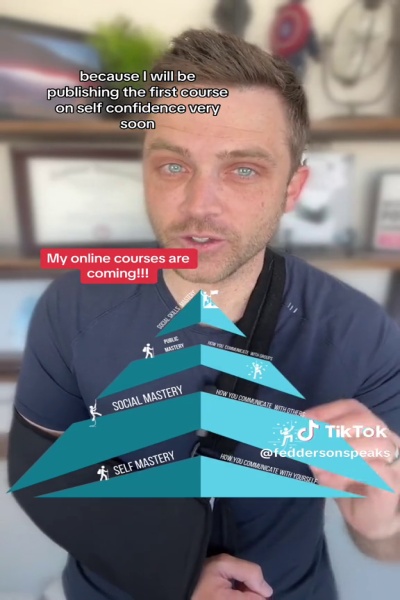 because I will be
publishing the first course
on self confidence very
soon
My online courses are
coming!!!
SOCIAL SKILLS
PUBLIC
MASTERY
HOW YOU COMMUNICATE WITH GROUPS
SOCIAL MASTERY
HOW YOU COMMUNICATE WITH OTHERS
TikTok
@feddersonspeaks
SELF MASTERY
HOW YOU COMMUNICATE WITH YOURSELF